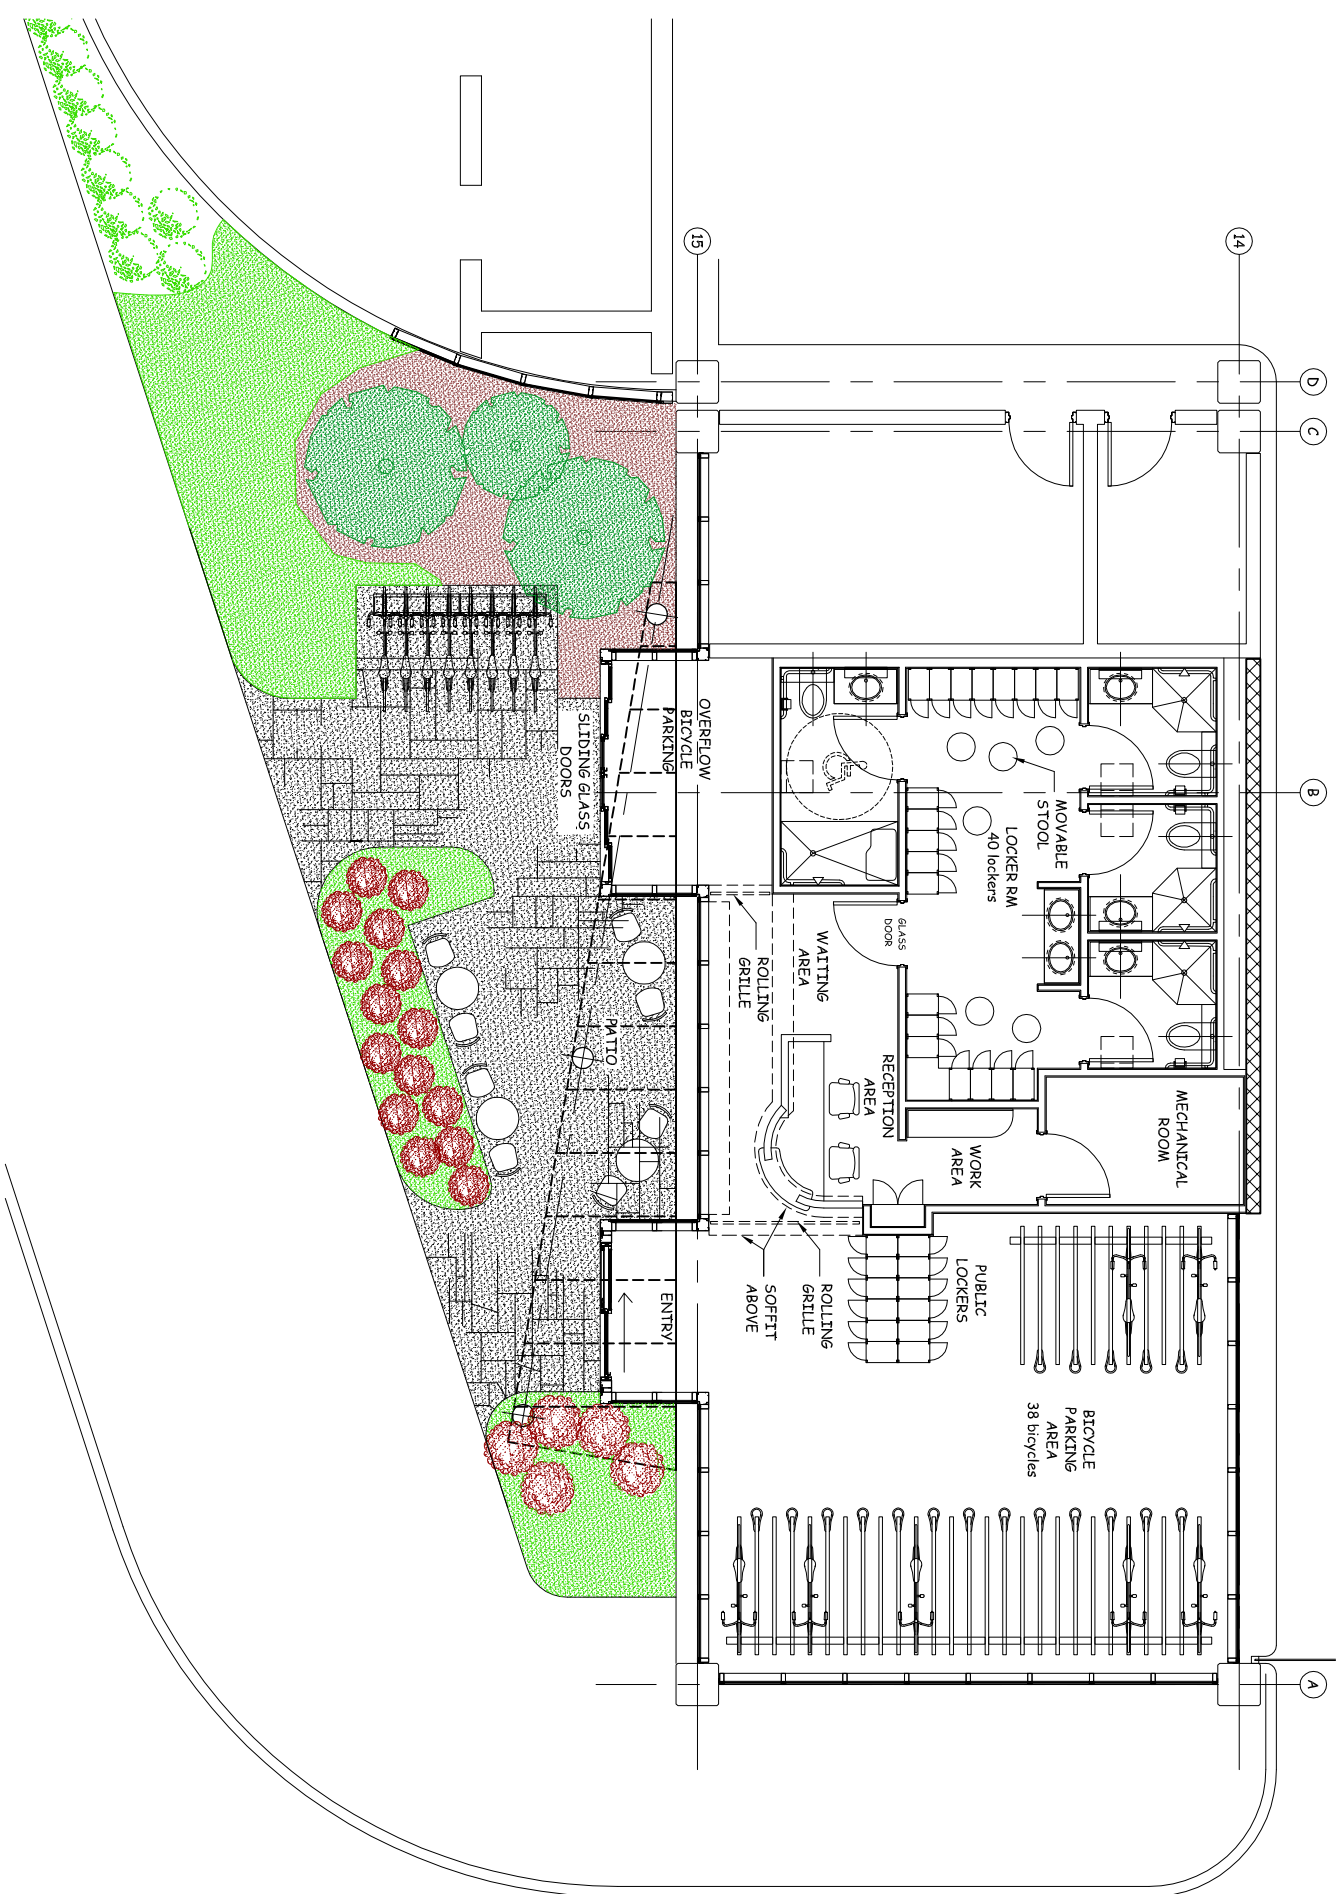 15
14
D
C
B
A
OVERFLOW
BICYCLE
PARKING
SLIDING GLASS
DOORS
MOVABLE
STOOL
LOCKER RM
40 lockers
GLASS
DOOR
WAITING
AREA
ROLLING
GRILLE
PATIO
RECEPTION
AREA
WORK
AREA
MECHANICAL
ROOM
PUBLIC
LOCKERS
ROLLING
GRILLE
SOFFIT
ABOVE
ENTRY
BICYCLE
PARKING
AREA
38 bicycles